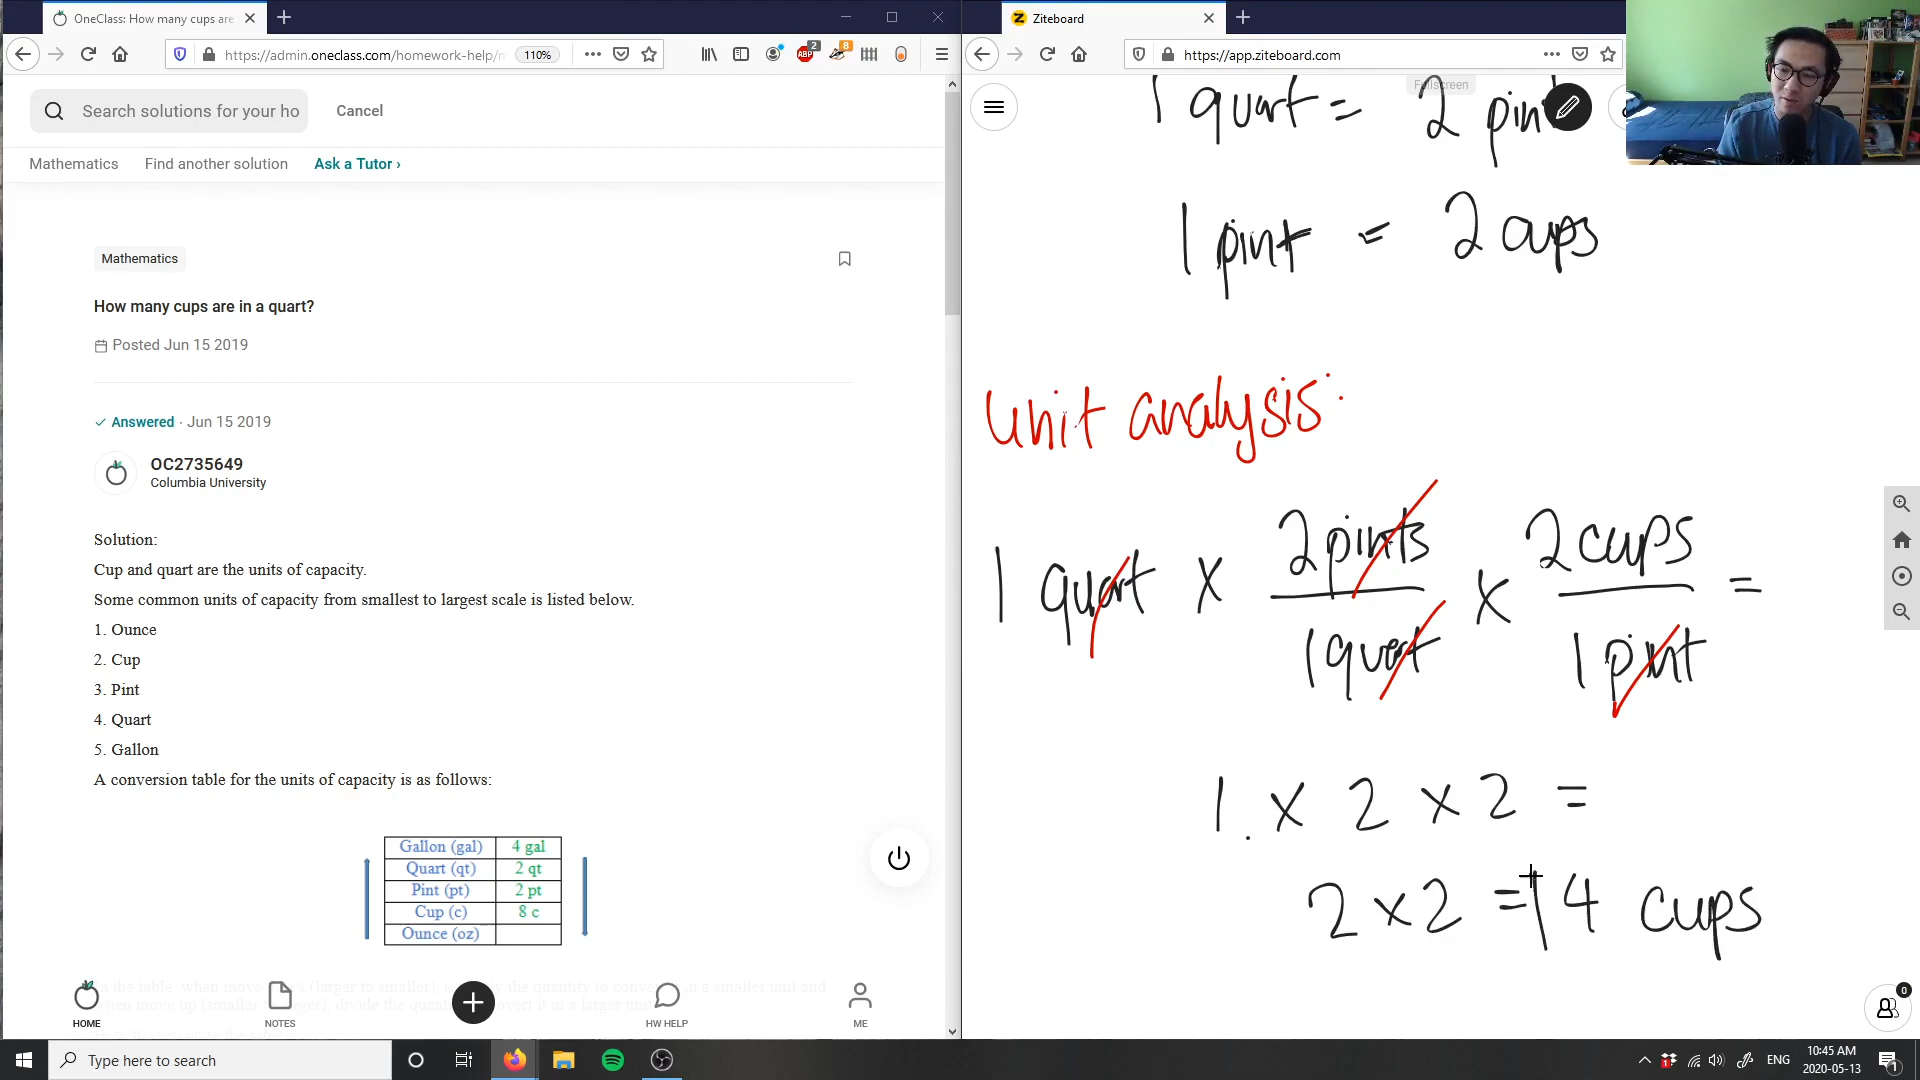 OneClass: How many cups are
https://admin.oneclass.com/homework-help/m
110%
ABP
2
8
Search solutions for your ho
Cancel
Mathematics
Find another solution
Ask a Tutor ›
Mathematics
How many cups are in a quart?
Posted Jun 15 2019
Answered · Jun 15 2019
OC2735649
Columbia University
Solution:
Cup and quart are the units of capacity.
Some common units of capacity from smallest to largest scale is listed below.
1. Ounce
2. Cup
3. Pint
4. Quart
5. Gallon
A conversion table for the units of capacity is as follows:
Gallon (gal) 4 gal
Quart (qt) 2 qt
Pint (pt) 2 pt
Cup (c) 8 c
Ounce (oz)
HOME
NOTES
HW HELP
ME
Ziteboard
https://app.ziteboard.com
Fullscreen
1 quart = 2 pint
1 pint = 2 cups
Unit analysis:
1 quart x 2 pints / 1 quart x 2 cups / 1 pint =
1 . x 2 x 2 =
2 x 2 = 4 cups
0
Type here to search
ENG
10:45 AM
2020-05-13
1